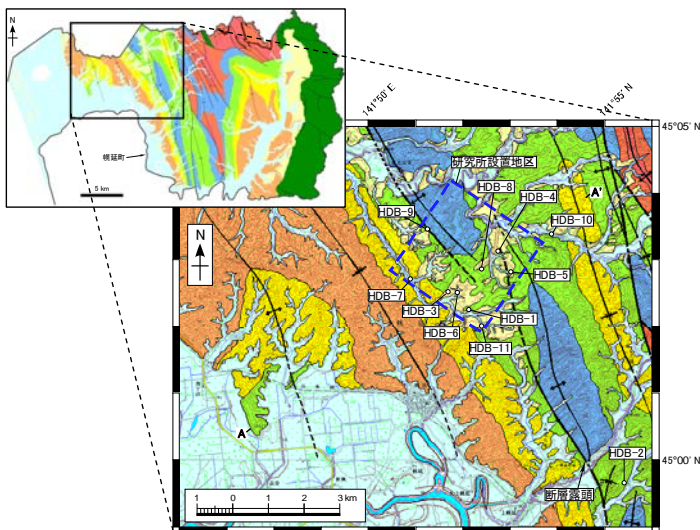 N
幌延町
5 km
141°50′ E
141°55′ N
45°05′ N
研究所設置地区
HDB-8
HDB-4
A'
HDB-9
HDB-10
N
HDB-5
HDB-7
HDB-3
HDB-6
HDB-1
HDB-11
A
HDB-2
45°00′ N
断層露頭
1 0 1 2 3 km